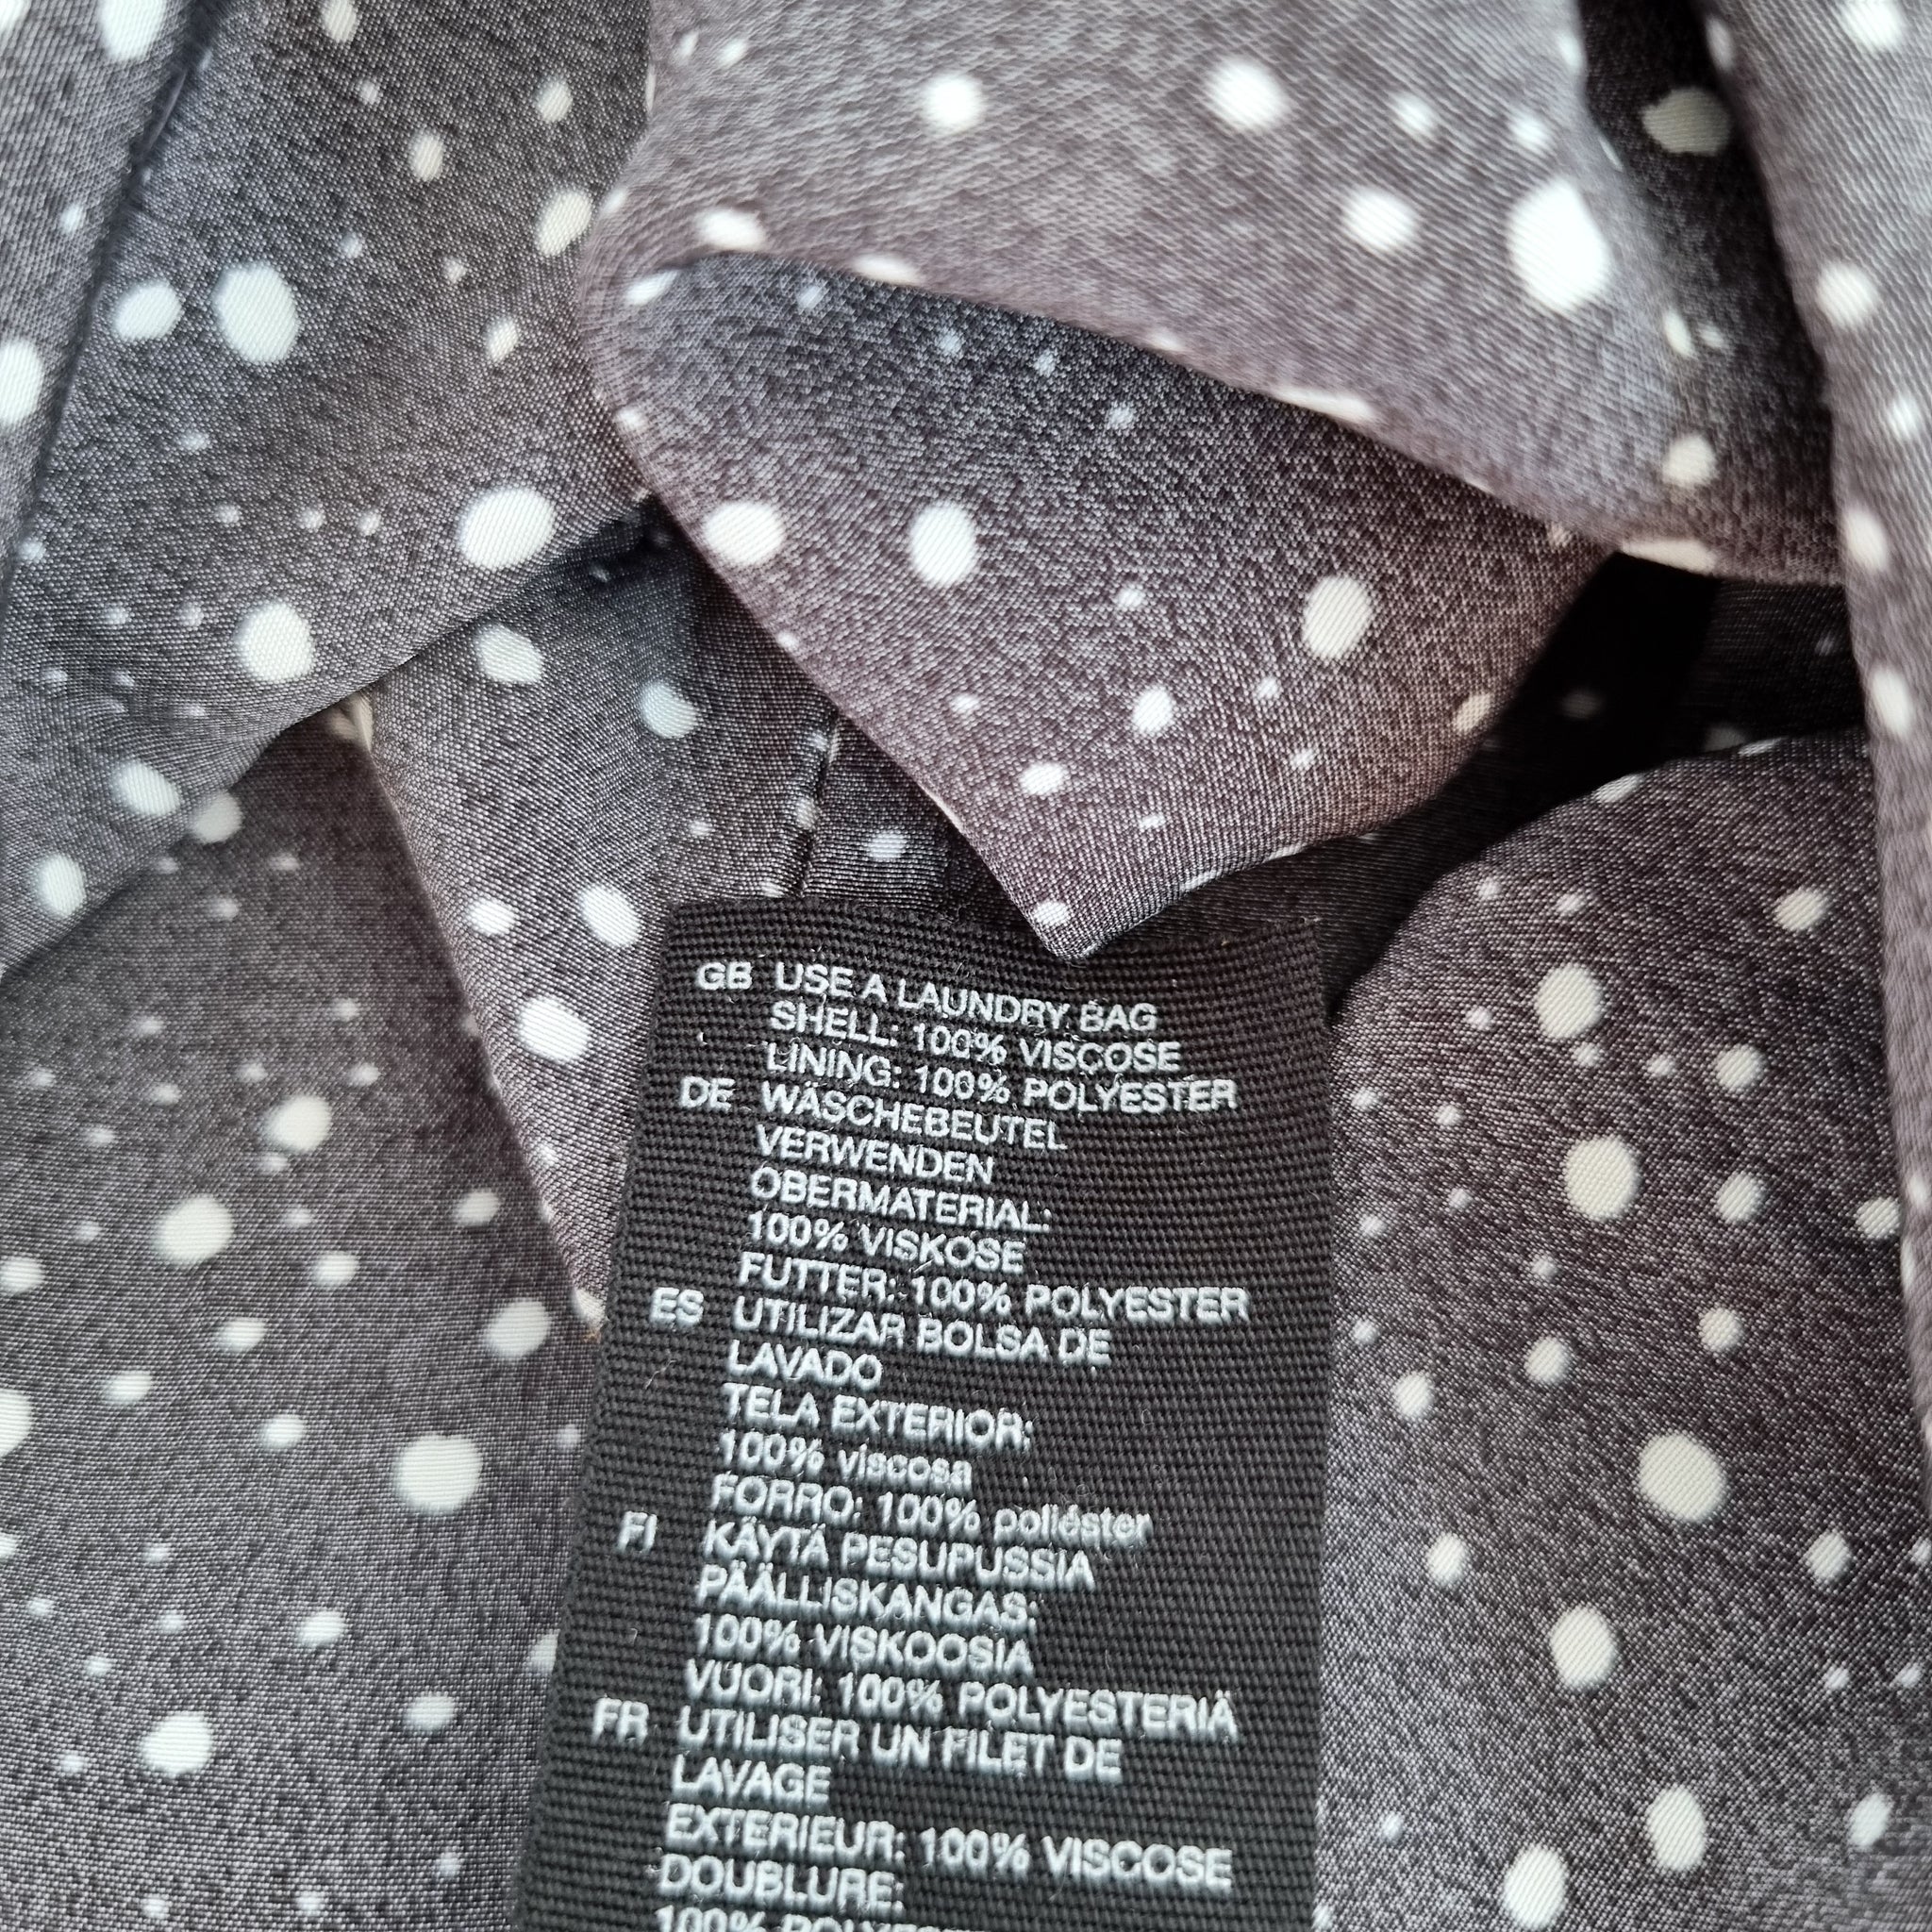 GB USE A LAUNDRY BAG
SHELL: 100% VISCOSE
LINING: 100% POLYESTER
DE WÄSCHEBEUTEL
VERWENDEN
OBERMATERIAL:
100% VISKOSE
FUTTER: 100% POLYESTER
ES UTILIZAR BOLSA DE
LAVADO
TELA EXTERIOR:
100% viscosa
FORRO: 100% poliéster
FI KÄYTÄ PESUPUSSIA
PÄÄLLISKANGAS:
100% VISKOOSIA
VUORI: 100% POLYESTERIÄ
FR UTILISER UN FILET DE
LAVAGE
EXTERIEUR: 100% VISCOSE
DOUBLURE:
100%